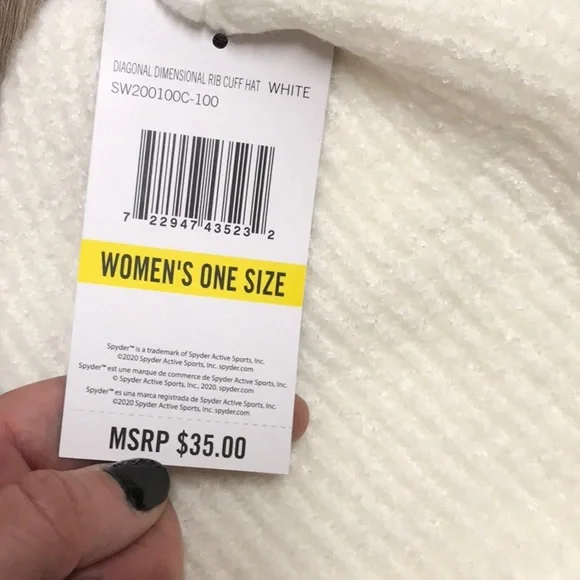 DIAGONAL DIMENSIONAL RIB CUFF HAT WHITE
SW200100C-100
7 22947 43523 2
WOMEN'S ONE SIZE
Spyder™ is a trademark of Spyder Active Sports, Inc.
©2020 Spyder Active Sports, Inc. spyder.com
Spyder™ est une marque de commerce de Spyder Active Sports, Inc.
© Spyder Active Sports, Inc., 2020. spyder.com
Spyder™ es una marca registrada de Spyder Active Sports, Inc.
©2020 Spyder Active Sports, Inc. spyder.com
MSRP $35.00